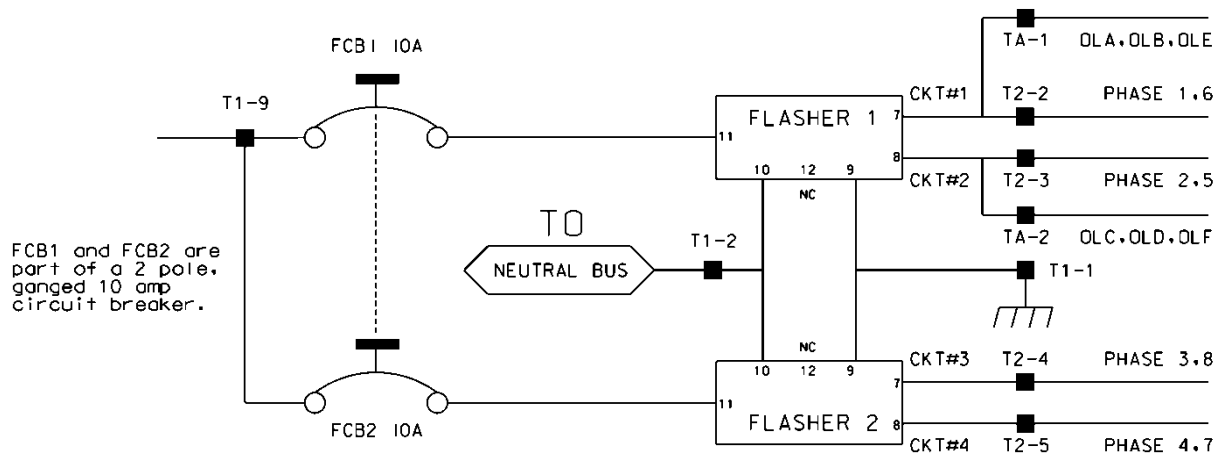 FCB1 10A
T1-9
FCB1 and FCB2 are
part of a 2 pole,
ganged 10 amp
circuit breaker.
FCB2 10A
TO
NEUTRAL BUS
T1-2
FLASHER 1
11
10 12 9
NC
7
8
CKT#1
CKT#2
TA-1 OLA,OLB,OLE
T2-2 PHASE 1,6
T2-3 PHASE 2,5
TA-2 OLC,OLD,OLF
T1-1
NC
10 12 9
11
FLASHER 2
7
8
CKT#3 T2-4 PHASE 3,8
CKT#4 T2-5 PHASE 4,7